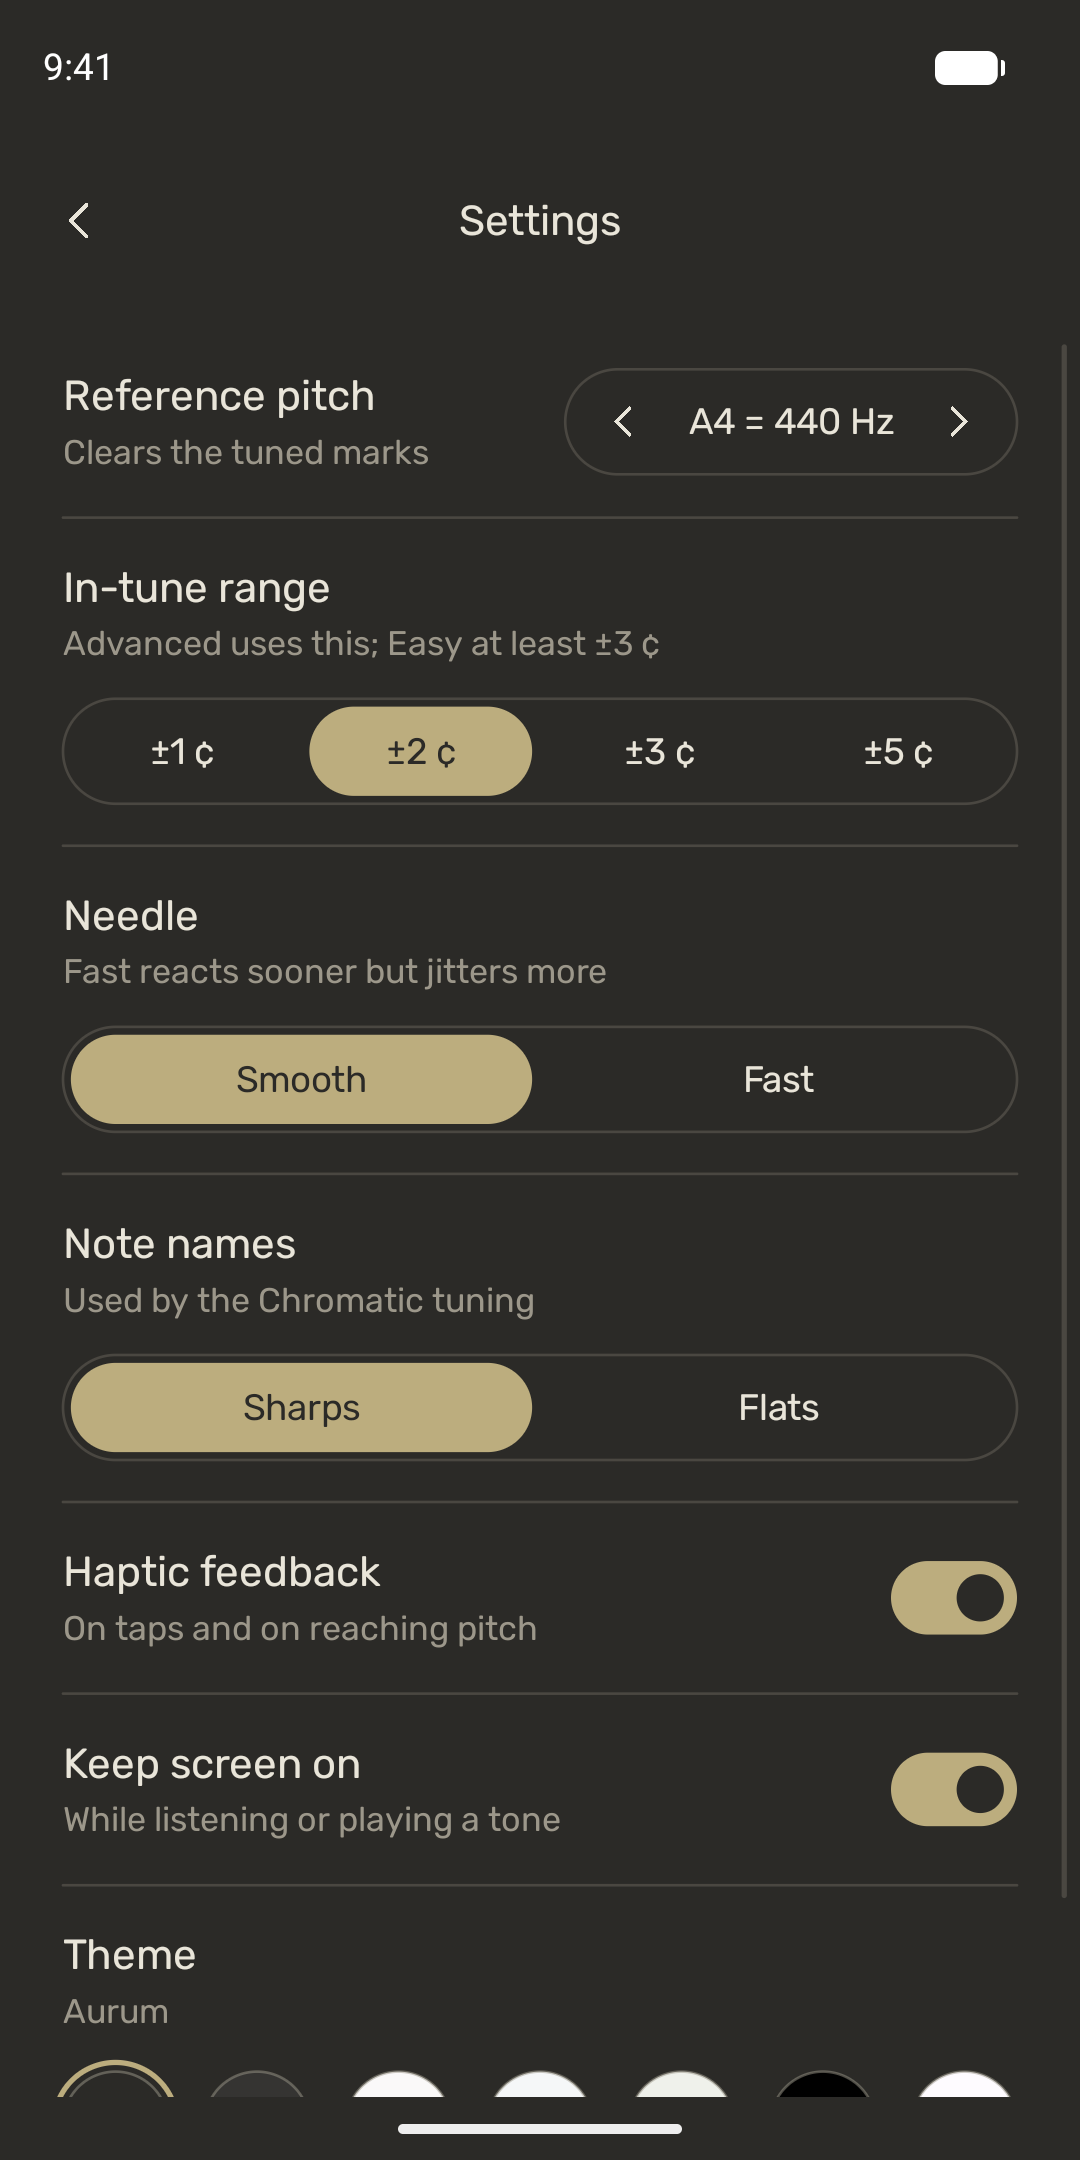 9:41
Settings
Reference pitch
Clears the tuned marks
A4 = 440 Hz
In-tune range
Advanced uses this; Easy at least ±3 ¢
±1 ¢
±2 ¢
±3 ¢
±5 ¢
Needle
Fast reacts sooner but jitters more
Smooth
Fast
Note names
Used by the Chromatic tuning
Sharps
Flats
Haptic feedback
On taps and on reaching pitch
Keep screen on
While listening or playing a tone
Theme
Aurum